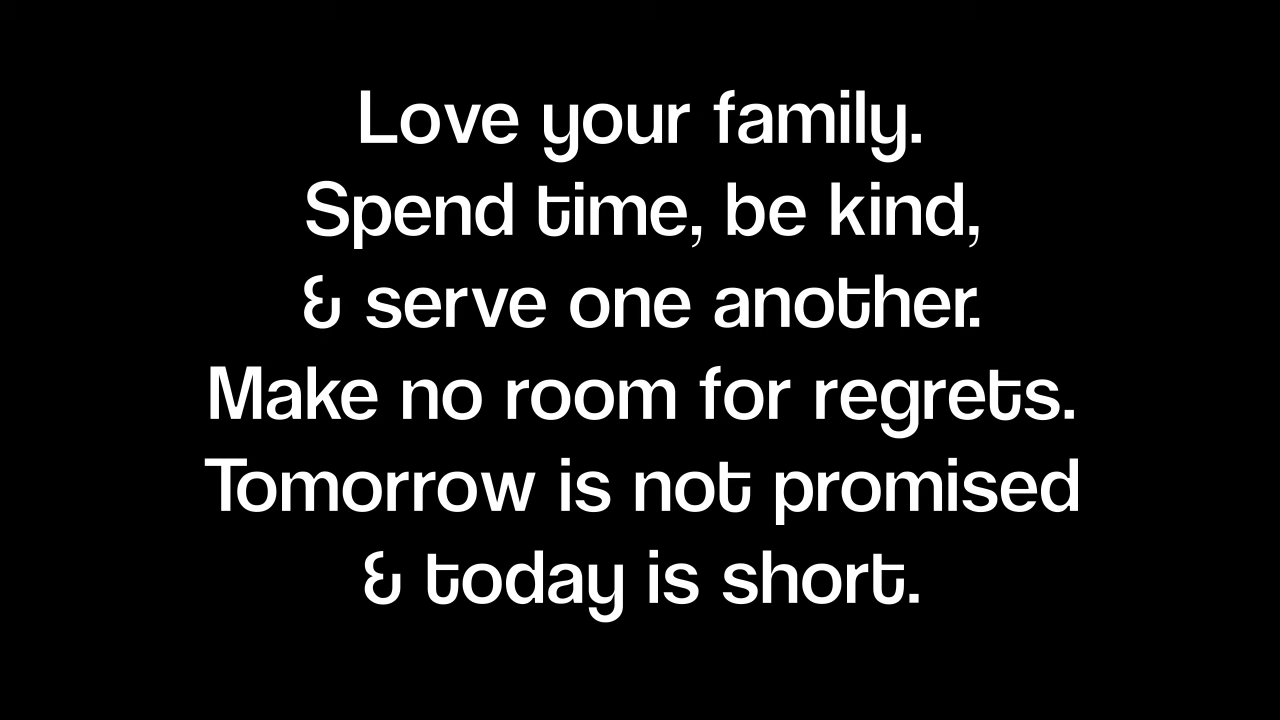 Love your family.
Spend time, be kind,
& serve one another.
Make no room for regrets.
Tomorrow is not promised
& today is short.